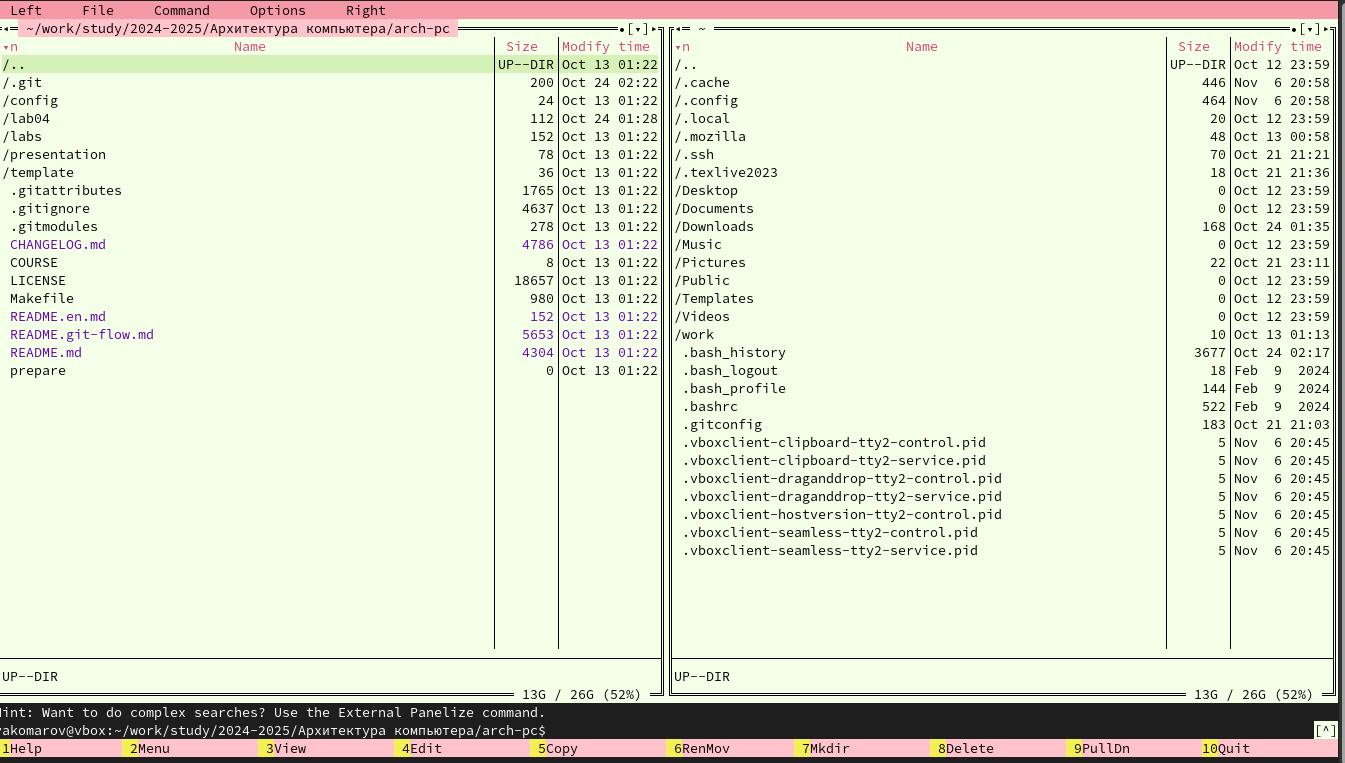 Left File Command Options Right
~/work/study/2024-2025/Архитектура компьютера/arch-pc .[▾]
▾n Name Size Modify time
/.. UP--DIR Oct 13 01:22
/.git 200 Oct 24 02:22
/config 24 Oct 13 01:22
/lab04 112 Oct 24 01:28
/labs 152 Oct 13 01:22
/presentation 78 Oct 13 01:22
/template 36 Oct 13 01:22
.gitattributes 1765 Oct 13 01:22
.gitignore 4637 Oct 13 01:22
.gitmodules 278 Oct 13 01:22
CHANGELOG.md 4786 Oct 13 01:22
COURSE 8 Oct 13 01:22
LICENSE 18657 Oct 13 01:22
Makefile 980 Oct 13 01:22
README.en.md 152 Oct 13 01:22
README.git-flow.md 5653 Oct 13 01:22
README.md 4304 Oct 13 01:22
prepare 0 Oct 13 01:22
UP--DIR
13G / 26G (52%)
~ .[▾]
▾n Name Size Modify time
/.. UP--DIR Oct 12 23:59
/.cache 446 Nov 6 20:58
/.config 464 Nov 6 20:58
/.local 20 Oct 12 23:59
/.mozilla 48 Oct 13 00:58
/.ssh 70 Oct 21 21:21
/.texlive2023 18 Oct 21 21:36
/Desktop 0 Oct 12 23:59
/Documents 0 Oct 12 23:59
/Downloads 168 Oct 24 01:35
/Music 0 Oct 12 23:59
/Pictures 22 Oct 21 23:11
/Public 0 Oct 12 23:59
/Templates 0 Oct 12 23:59
/Videos 0 Oct 12 23:59
/work 10 Oct 13 01:13
.bash_history 3677 Oct 24 02:17
.bash_logout 18 Feb 9 2024
.bash_profile 144 Feb 9 2024
.bashrc 522 Feb 9 2024
.gitconfig 183 Oct 21 21:03
.vboxclient-clipboard-tty2-control.pid 5 Nov 6 20:45
.vboxclient-clipboard-tty2-service.pid 5 Nov 6 20:45
.vboxclient-draganddrop-tty2-control.pid 5 Nov 6 20:45
.vboxclient-draganddrop-tty2-service.pid 5 Nov 6 20:45
.vboxclient-hostversion-tty2-control.pid 5 Nov 6 20:45
.vboxclient-seamless-tty2-control.pid 5 Nov 6 20:45
.vboxclient-seamless-tty2-service.pid 5 Nov 6 20:45
UP--DIR
13G / 26G (52%)
Hint: Want to do complex searches? Use the External Panelize command.
yakomarov@vbox:~/work/study/2024-2025/Архитектура компьютера/arch-pc$ [^]
1Help 2Menu 3View 4Edit 5Copy 6RenMov 7Mkdir 8Delete 9PullDn 10Quit